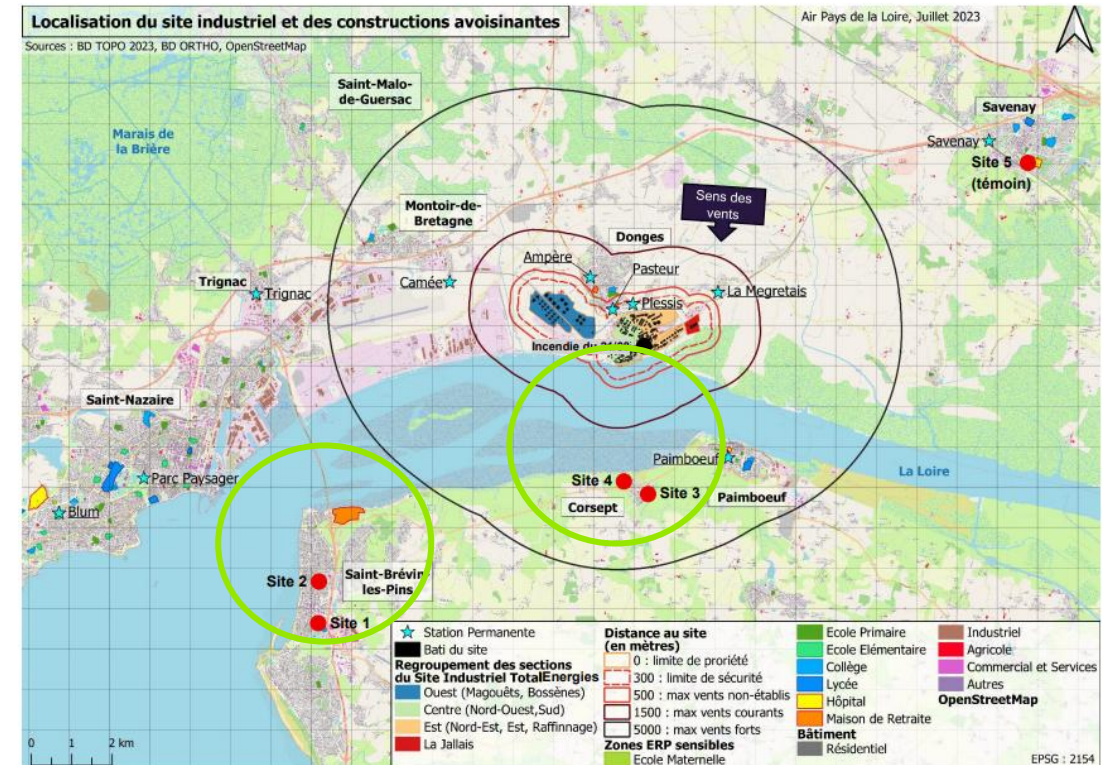 Localisation du site industriel et des constructions avoisinantes
Air Pays de la Loire, Juillet 2023
Sources : BD TOPO 2023, BD ORTHO, OpenStreetMap
Saint-Malo-
de-Guersac
Savenay
Marais de
la Brière
Savenay
Site 5
(témoin)
Sens des
vents
Montoir-de-
Bretagne
Donges
Ampère
Pasteur
Trignac
Camée
Trignac
Plessis
La Megretais
Incendie du
Saint-Nazaire
Parc Paysager
Paimboeuf
La Loire
Site 4
Site 3
Paimboeuf
Corsept
Blum
Site 2
Saint-Brévin-
les-Pins
Site 1
Station Permanente
Bati du site
Regroupement des sections
du Site Industriel TotalEnergies
Ouest (Magouêts, Bossènes)
Centre (Nord-Ouest,Sud)
Est (Nord-Est, Est, Raffinnage)
La Jallais
Distance au site
(en mètres)
0 : limite de proriété
300 : limite de sécurité
500 : max vents non-établis
1500 : max vents courants
5000 : max vents forts
Zones ERP sensibles
Ecole Maternelle
Ecole Primaire
Ecole Elémentaire
Collège
Lycée
Hôpital
Maison de Retraite
Bâtiment
Résidentiel
Industriel
Agricole
Commercial et Services
Autres
OpenStreetMap
0 1 2 km
EPSG : 2154